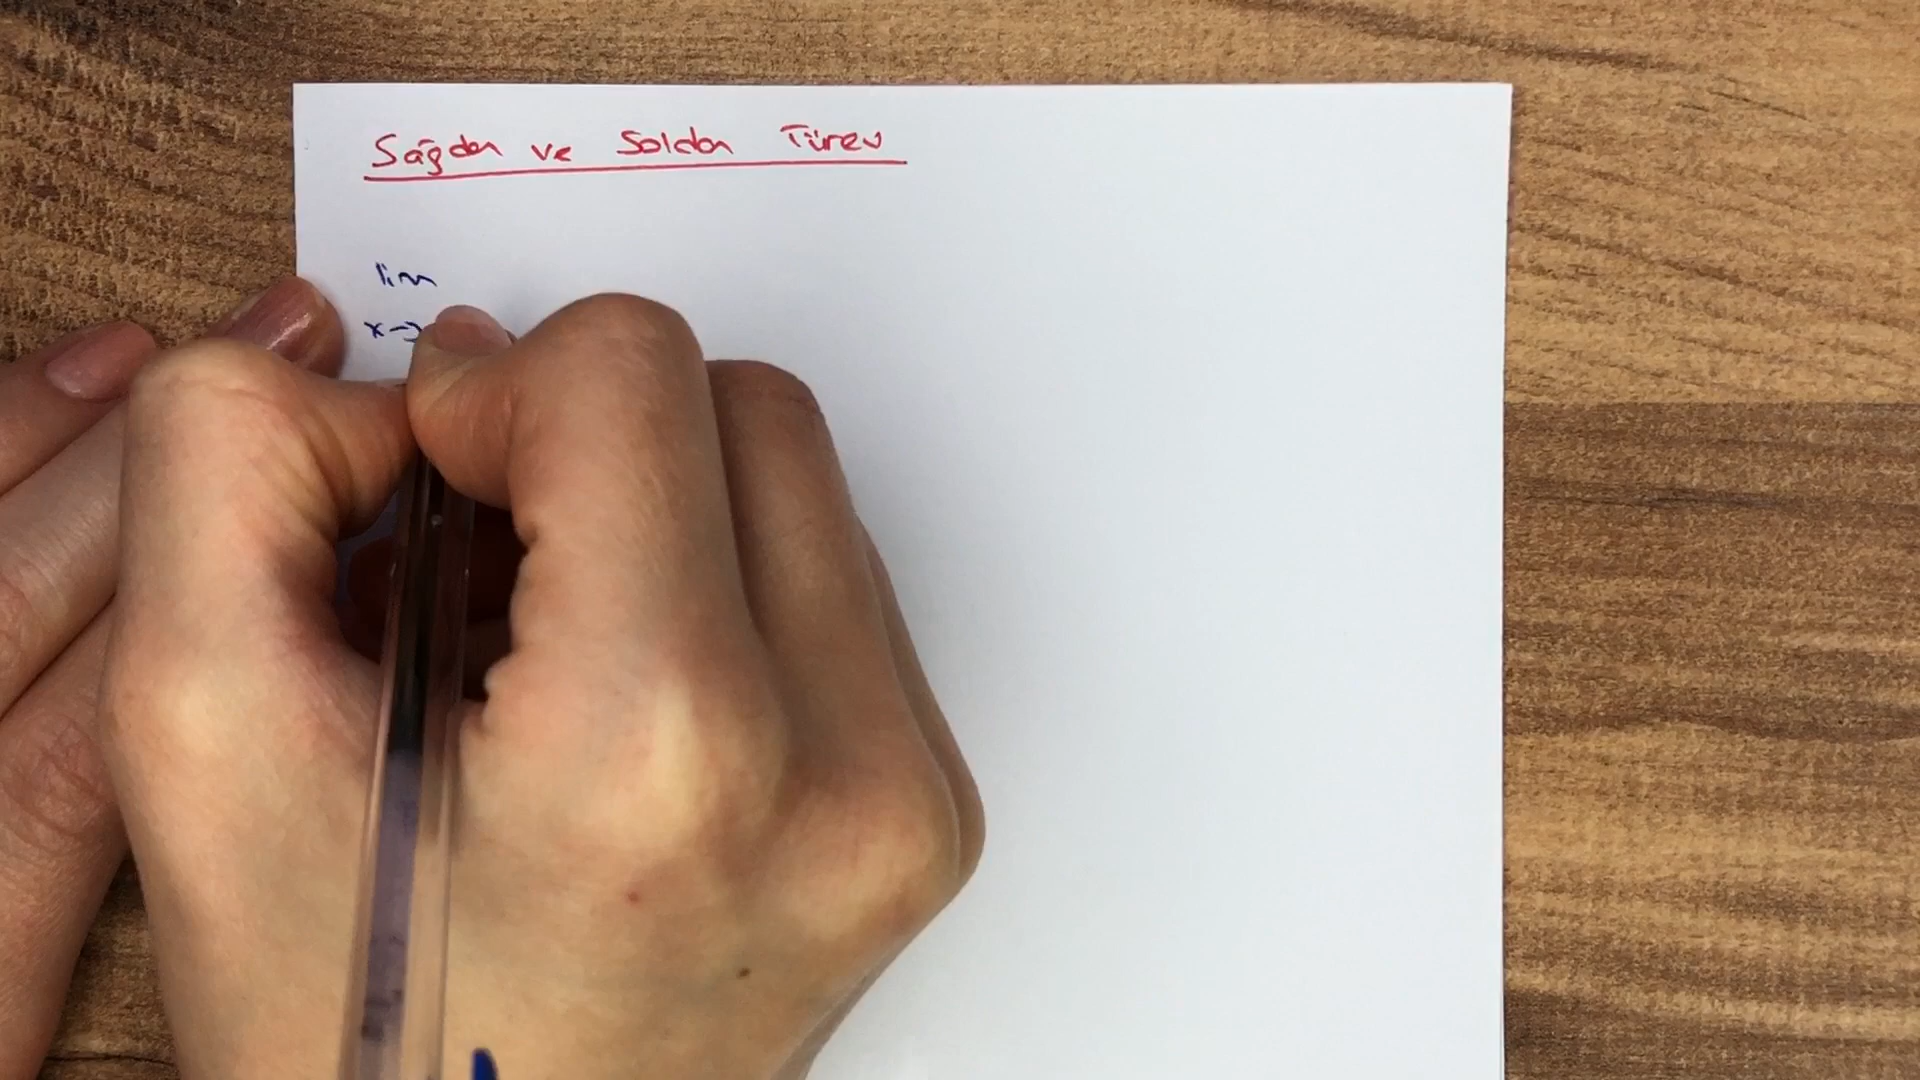 Sağdan ve Soldan Türev
lim
x→